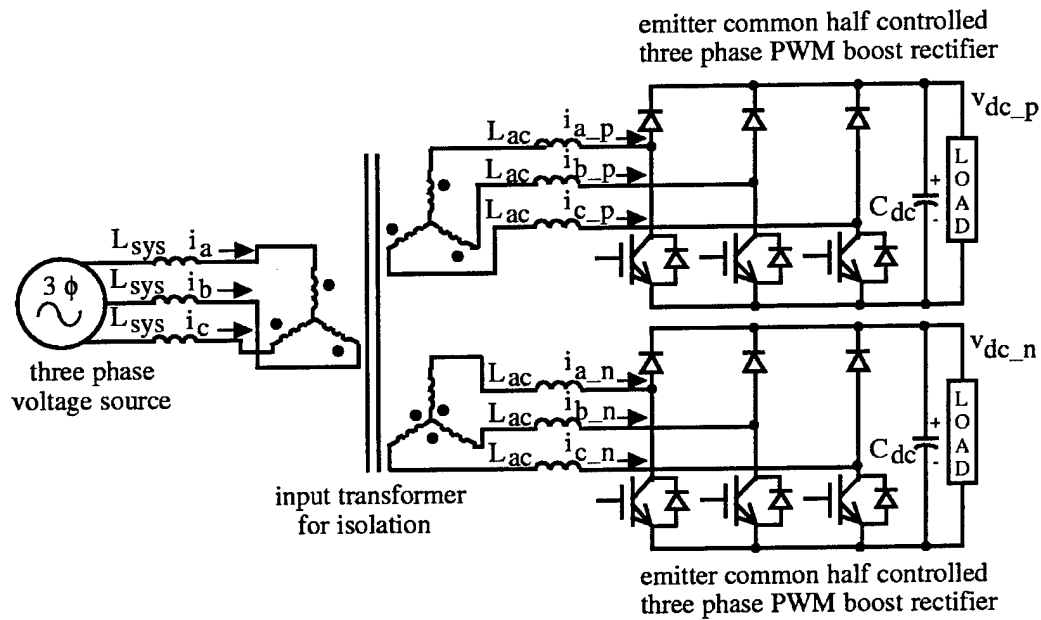 emitter common half controlled
three phase PWM boost rectifier
v_dc_p
L_ac i_a_p
L_ac i_b_p
L_ac i_c_p
C_dc + -
LOAD
L_sys i_a
L_sys i_b
L_sys i_c
3 ϕ
three phase
voltage source
v_dc_n
L_ac i_a_n
L_ac i_b_n
L_ac i_c_n
C_dc + -
LOAD
input transformer
for isolation
emitter common half controlled
three phase PWM boost rectifier